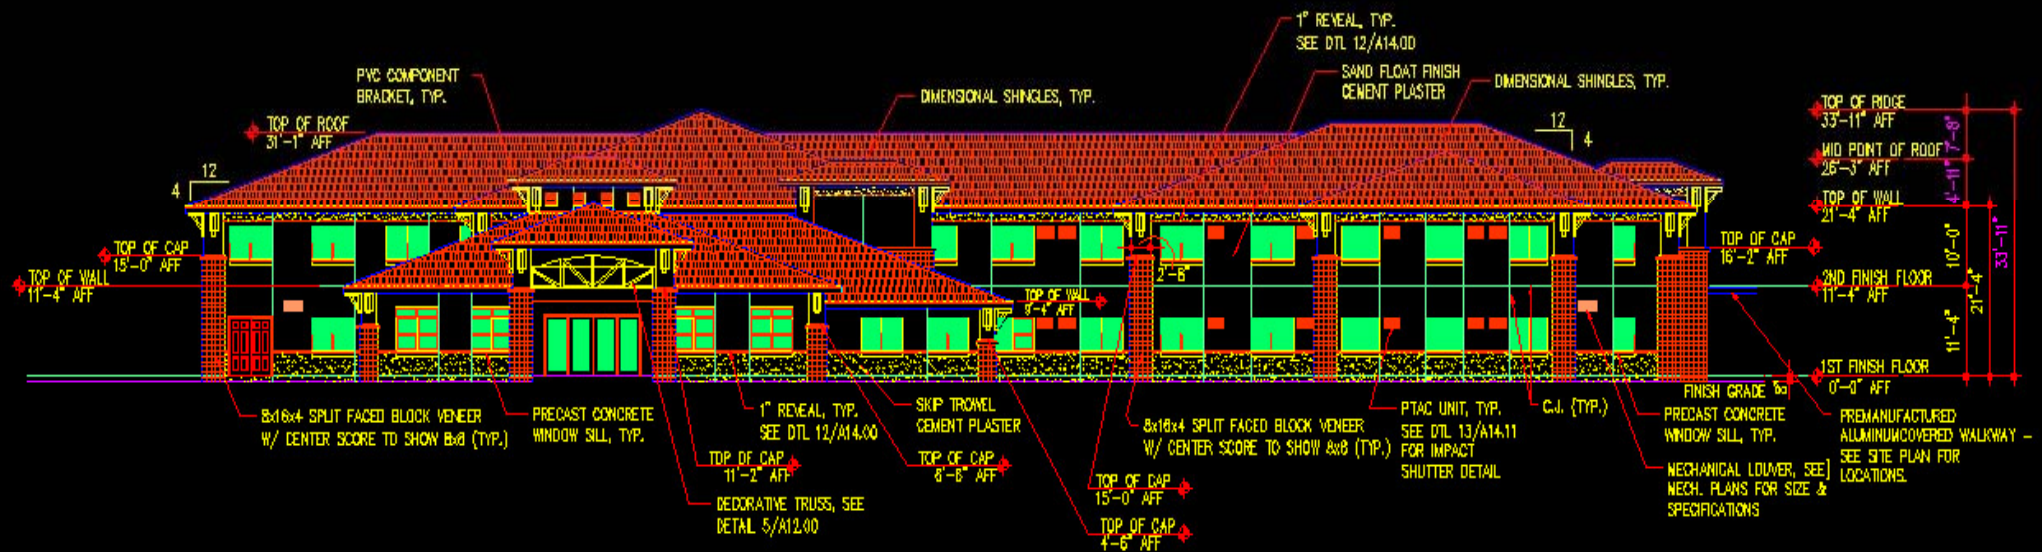 1" REVEAL, TYP.
SEE DTL 12/A14.00
PVC COMPONENT
BRACKET, TYP.
DIMENSIONAL SHINGLES, TYP.
SAND FLOAT FINISH
CEMENT PLASTER
DIMENSIONAL SHINGLES, TYP.
TOP OF ROOF
31'-1" AFF
12
4
12
4
TOP OF RIDGE
33'-11" AFF
MID POINT OF ROOF
26'-3" AFF
TOP OF WALL
21'-4" AFF
7'-8"
4'-11"
TOP OF CAP
15'-0" AFF
TOP OF WALL
11'-4" AFF
2'-6"
TOP OF WALL
9'-4" AFF
TOP OF CAP
16'-2" AFF
2ND FINISH FLOOR
11'-4" AFF
10'-0"
11'-4"
21'-4"
33'-11"
1ST FINISH FLOOR
0'-0" AFF
FINISH GRADE
8x16x4 SPLIT FACED BLOCK VENEER
W/ CENTER SCORE TO SHOW 8x8 (TYP.)
PRECAST CONCRETE
WINDOW SILL, TYP.
1" REVEAL, TYP.
SEE DTL 12/A14.00
SKIP TROWEL
CEMENT PLASTER
8x16x4 SPLIT FACED BLOCK VENEER
W/ CENTER SCORE TO SHOW 8x8 (TYP.)
PTAC UNIT, TYP.
SEE DTL 13/A14.11
FOR IMPACT
SHUTTER DETAIL
C.J. (TYP.)
PRECAST CONCRETE
WINDOW SILL, TYP.
MECHANICAL LOUVER, SEE
MECH. PLANS FOR SIZE &
SPECIFICATIONS
PREMANUFACTURED
ALUMINUMCOVERED WALKWAY -
SEE SITE PLAN FOR
LOCATIONS.
TOP OF CAP
11'-2" AFF
DECORATIVE TRUSS, SEE
DETAIL 5/A12.00
TOP OF CAP
AFF
TOP OF CAP
15'-0" AFF
TOP OF CAP
4'-6" AFF